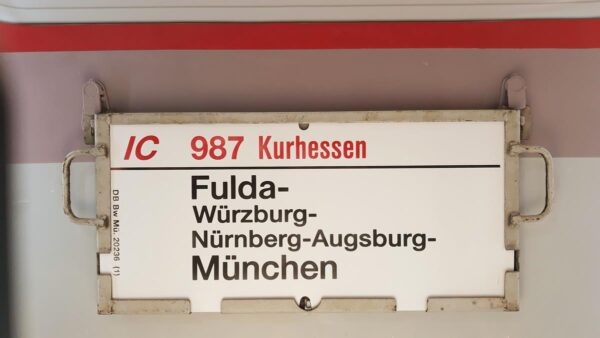 IC 987 Kurhessen
Fulda-
Würzburg-
Nürnberg-Augsburg-
München
DB Bw Mü. 20236 (1)